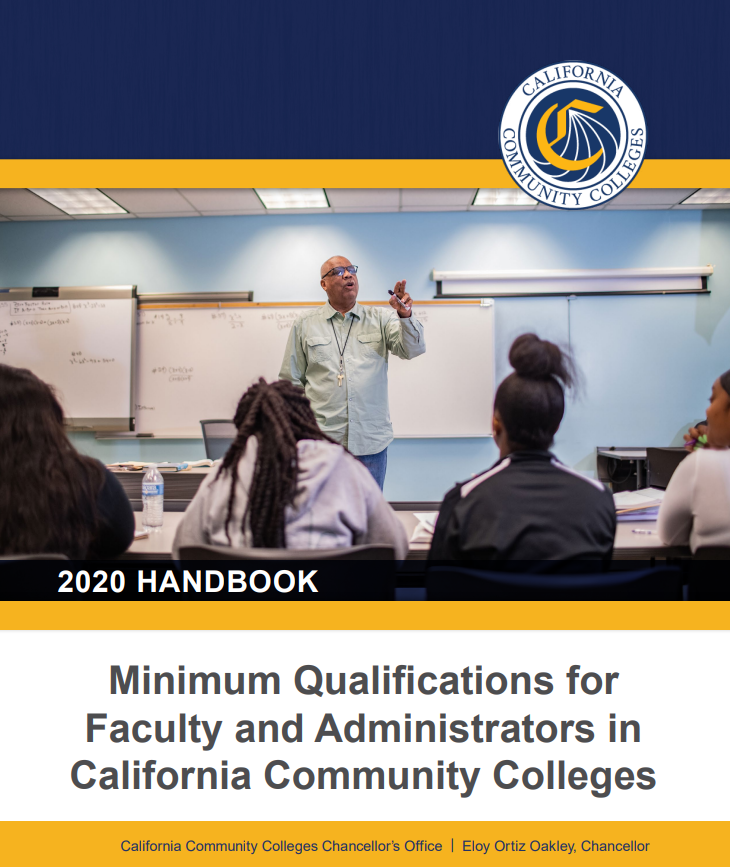 CALIFORNIA
COMMUNITY COLLEGES
C
2020 HANDBOOK
Minimum Qualifications for
Faculty and Administrators in
California Community Colleges
California Community Colleges Chancellor's Office | Eloy Ortiz Oakley, Chancellor